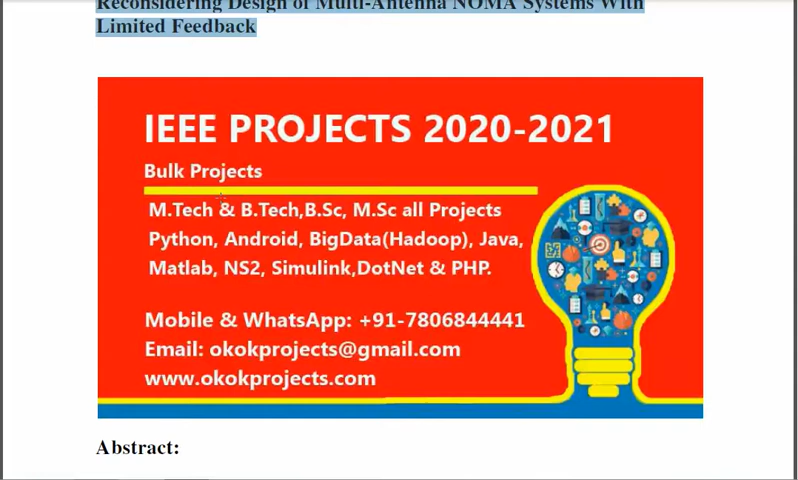 Reconsidering Design of Multi-Antenna NOMA Systems With
Limited Feedback
IEEE PROJECTS 2020-2021
Bulk Projects
M.Tech & B.Tech,B.Sc, M.Sc all Projects
Python, Android, BigData(Hadoop), Java,
Matlab, NS2, Simulink,DotNet & PHP.
Mobile & WhatsApp: +91-7806844441
Email: okokprojects@gmail.com
www.okokprojects.com
Abstract: